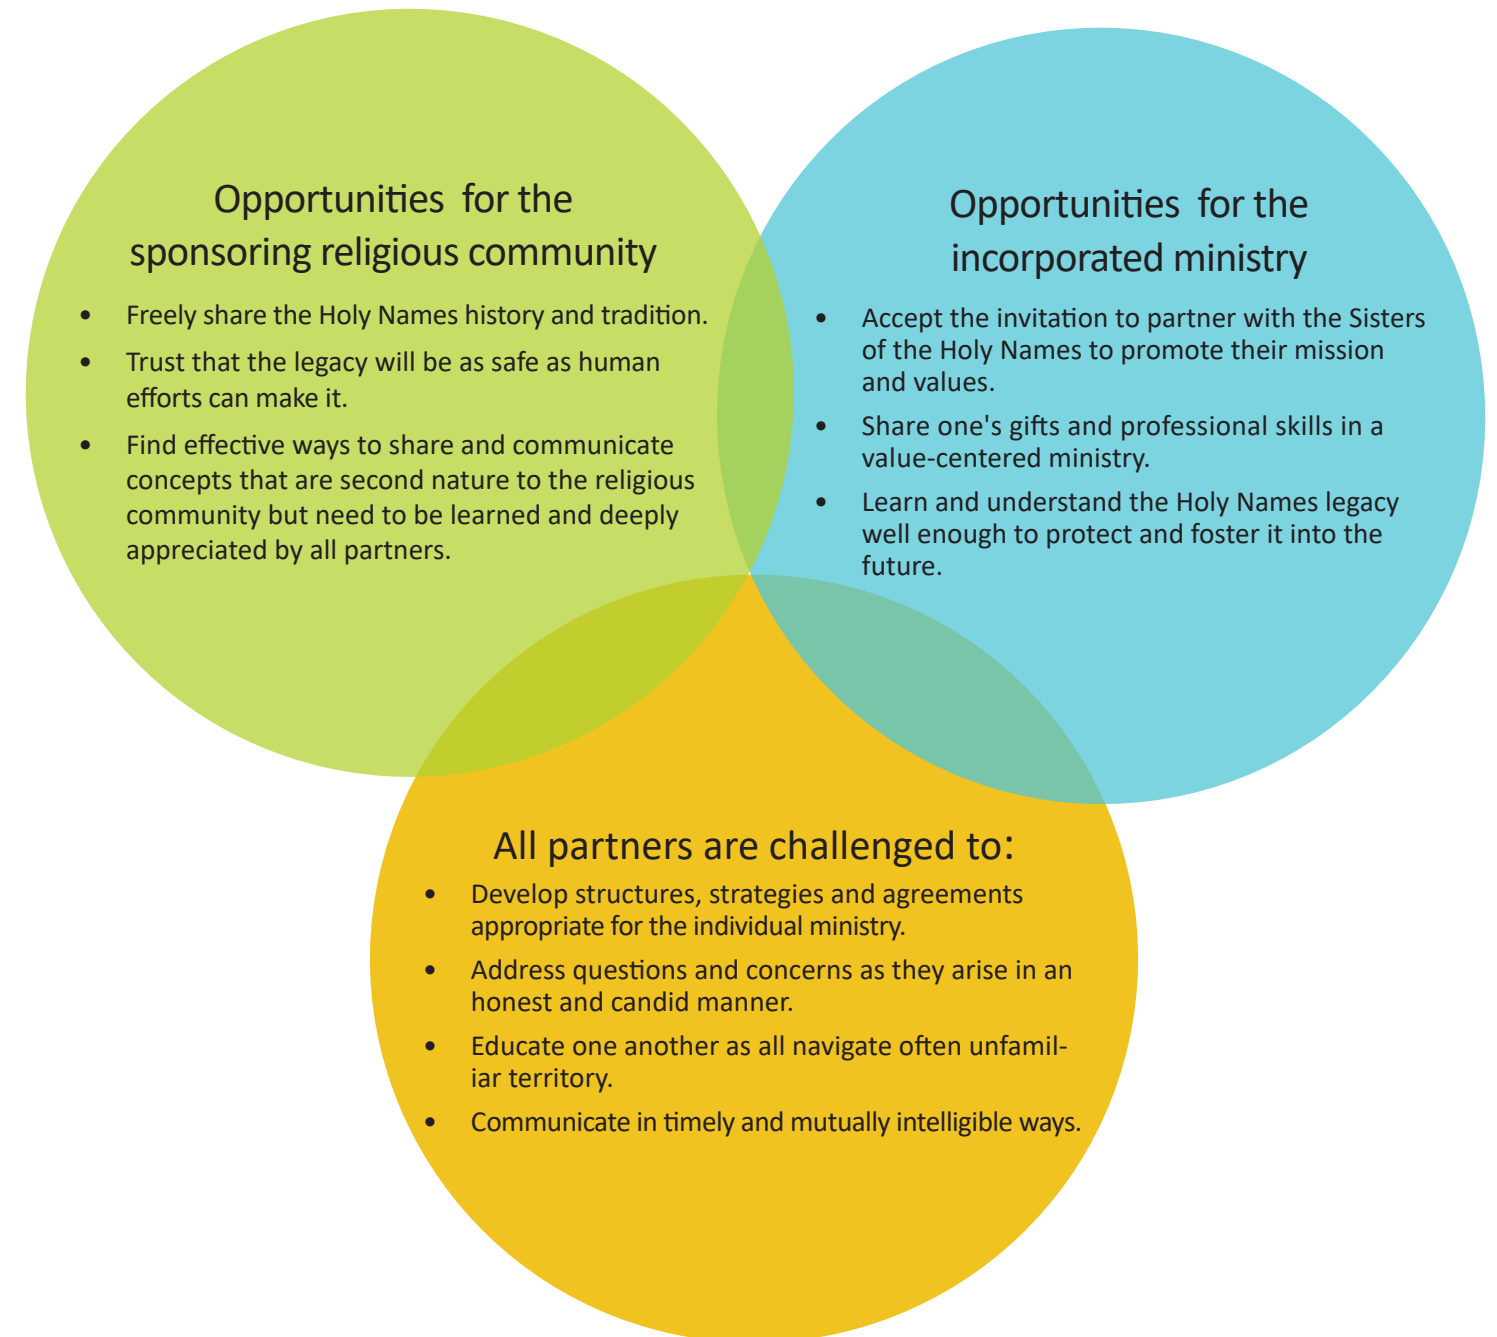 Opportunities for the
sponsoring religious community
• Freely share the Holy Names history and tradition.
• Trust that the legacy will be as safe as human
efforts can make it.
• Find effective ways to share and communicate
concepts that are second nature to the religious
community but need to be learned and deeply
appreciated by all partners.
Opportunities for the
incorporated ministry
• Accept the invitation to partner with the Sisters
of the Holy Names to promote their mission
and values.
• Share one's gifts and professional skills in a
value-centered ministry.
• Learn and understand the Holy Names legacy
well enough to protect and foster it into the
future.
All partners are challenged to:
• Develop structures, strategies and agreements
appropriate for the individual ministry.
• Address questions and concerns as they arise in an
honest and candid manner.
• Educate one another as all navigate often unfamil-
iar territory.
• Communicate in timely and mutually intelligible ways.